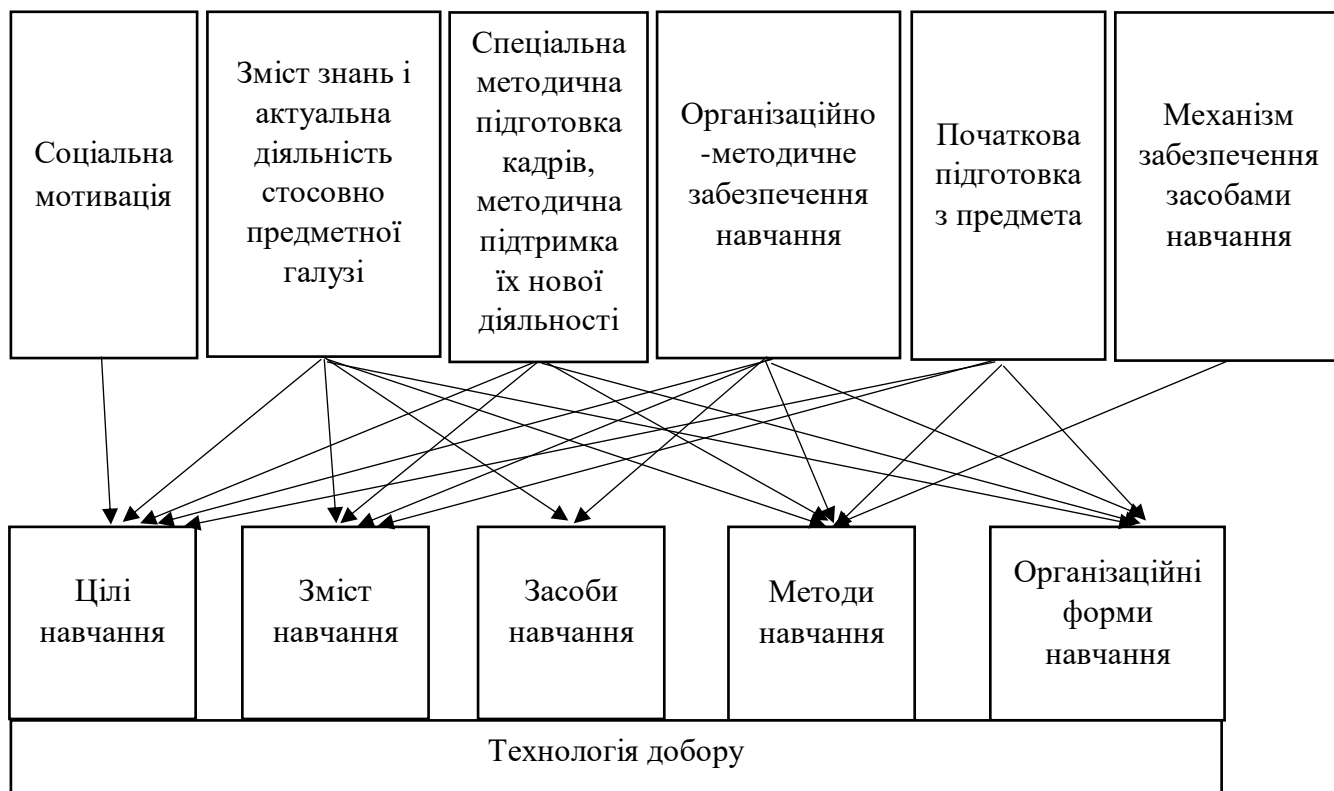 Соціальна
мотивація
Зміст знань і
актуальна
діяльність
стосовно
предметної
галузі
Спеціальна
методична
підготовка
кадрів,
методична
підтримка
їх нової
діяльності
Організаційно
-методичне
забезпечення
навчання
Початкова
підготовка
з предмета
Механізм
забезпечення
засобами
навчання
Цілі
навчання
Зміст
навчання
Засоби
навчання
Методи
навчання
Організаційні
форми
навчання
Технологія добору